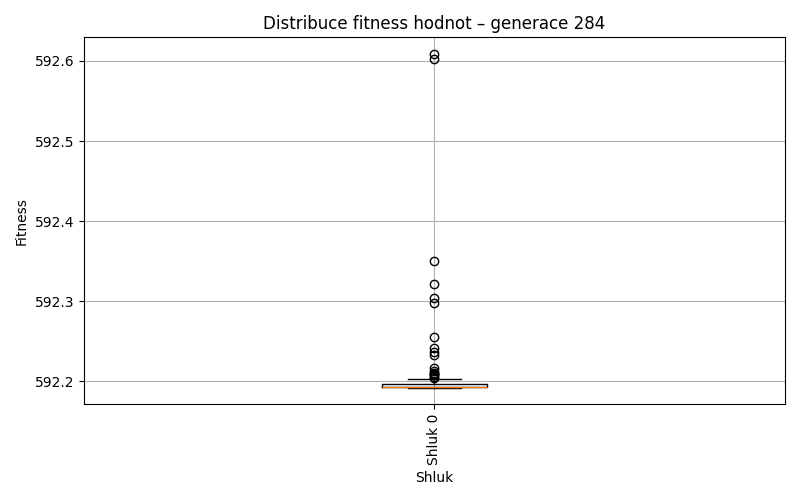 Distribuce fitness hodnot – generace 284
592.6
592.5
592.4
592.3
592.2
Fitness
Shluk 0
Shluk